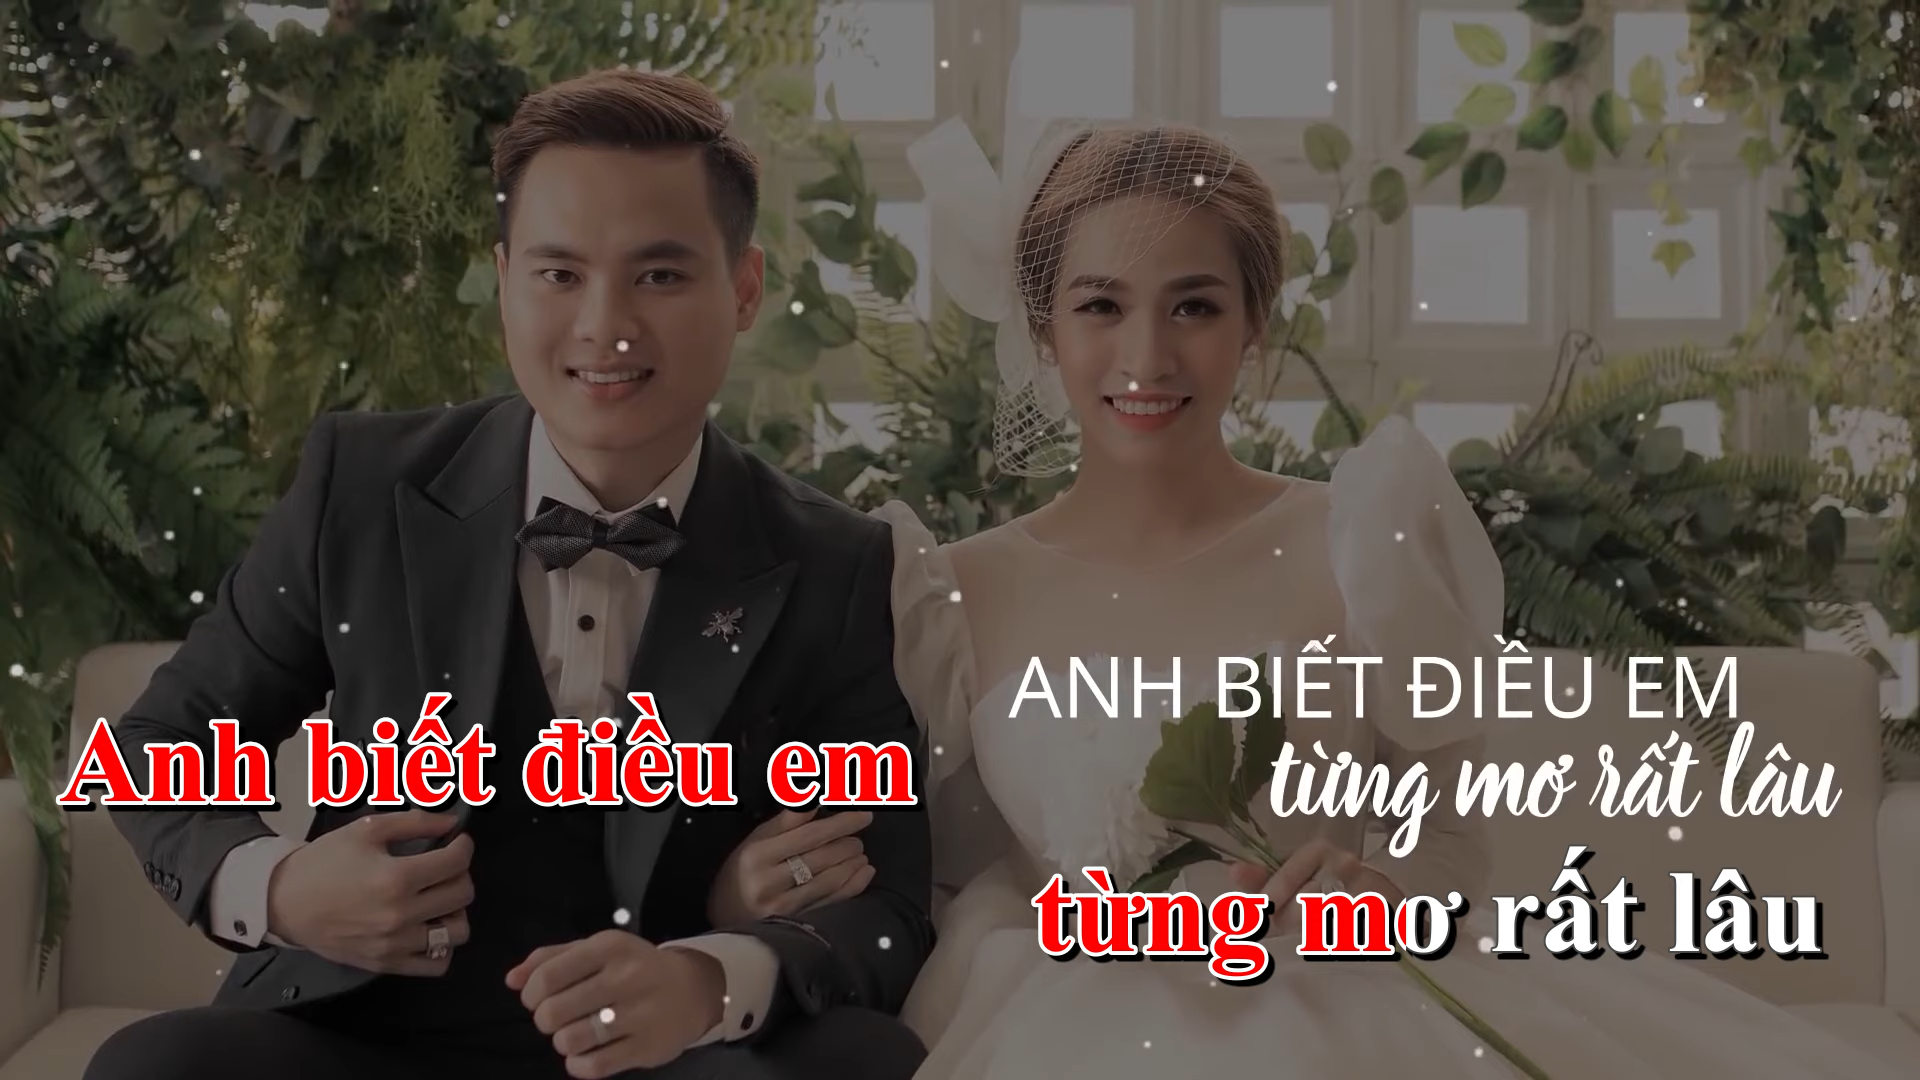 ANH BIẾT ĐIỀU EM
từng mơ rất lâu
Anh biết điều em
từng mơ rất lâu